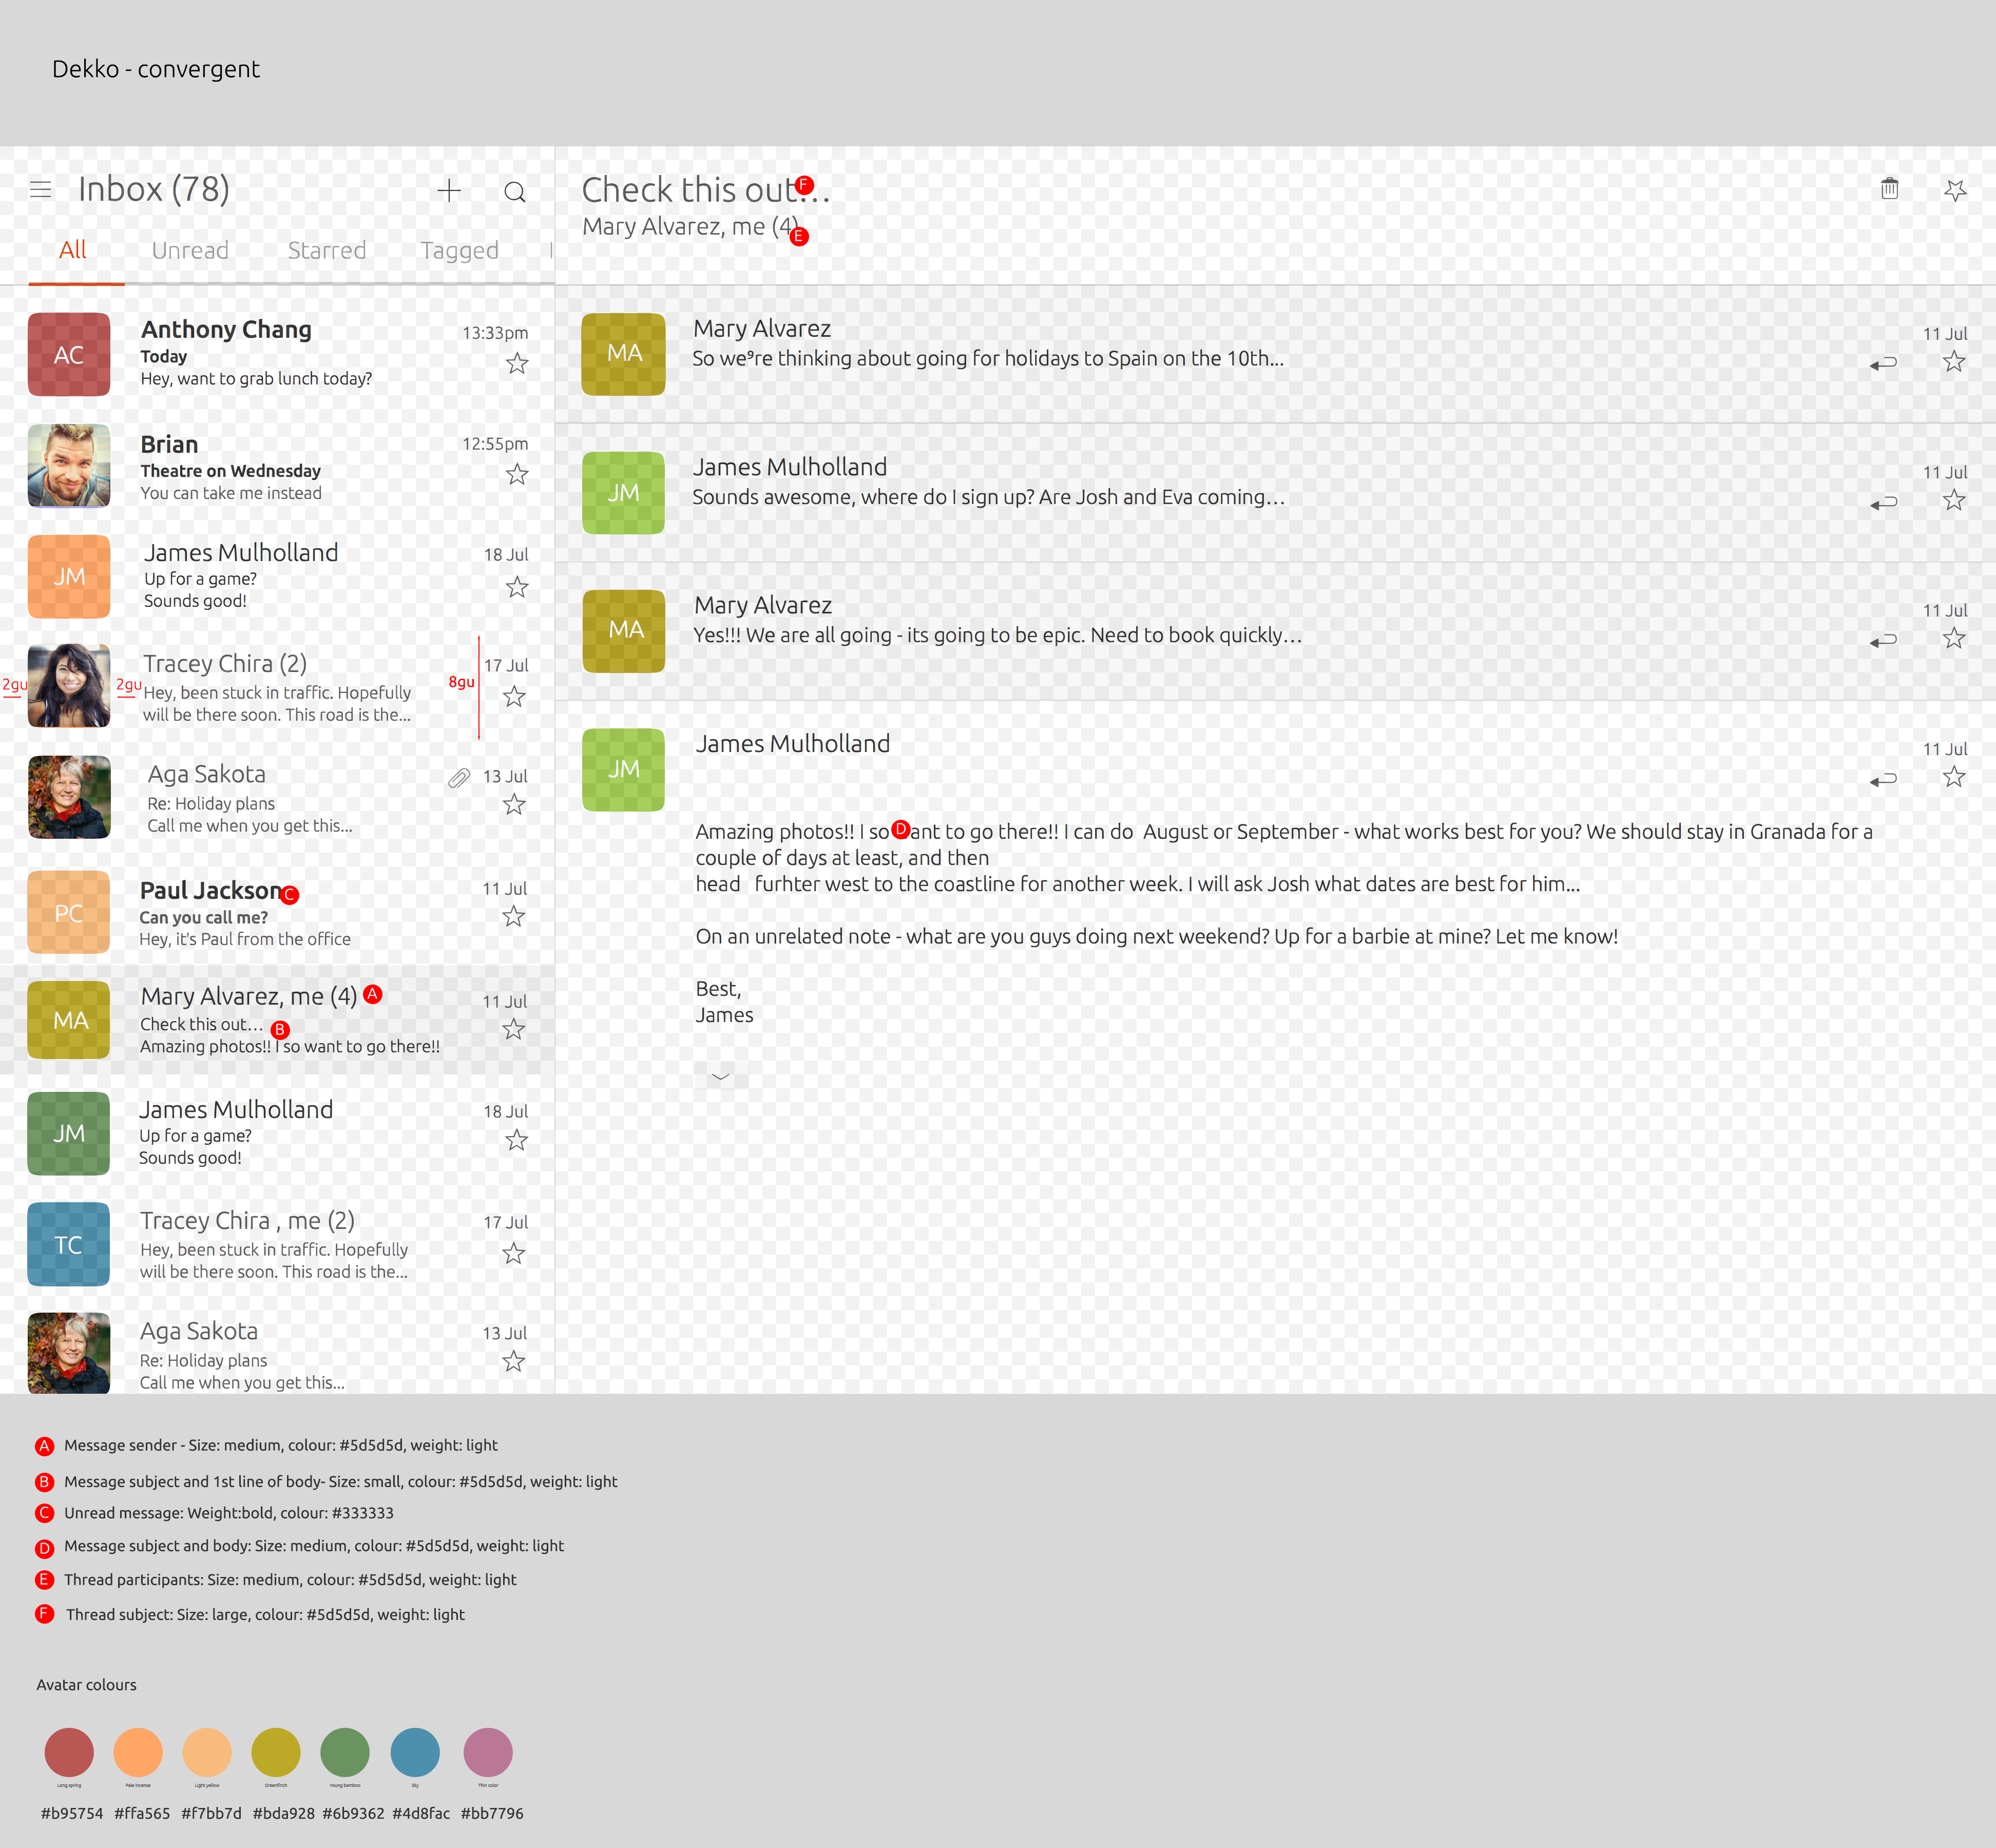 Dekko - convergent
Inbox (78)
All Unread Starred Tagged
AC
Anthony Chang
13:33pm
Today
Hey, want to grab lunch today?
Brian
12:55pm
Theatre on Wednesday
You can take me instead
JM
James Mulholland
18 Jul
Up for a game?
Sounds good!
2gu
2gu
8gu
Tracey Chira (2)
17 Jul
Hey, been stuck in traffic. Hopefully
will be there soon. This road is the...
Aga Sakota
13 Jul
Re: Holiday plans
Call me when you get this...
PC
Paul Jackson
C
11 Jul
Can you call me?
Hey, it's Paul from the office
MA
Mary Alvarez, me (4)
A
11 Jul
Check this out...
B
Amazing photos!! I so want to go there!!
JM
James Mulholland
18 Jul
Up for a game?
Sounds good!
TC
Tracey Chira , me (2)
17 Jul
Hey, been stuck in traffic. Hopefully
will be there soon. This road is the...
Aga Sakota
13 Jul
Re: Holiday plans
Call me when you get this...
Check this out...
F
Mary Alvarez, me (4)
E
MA
Mary Alvarez
11 Jul
So we're thinking about going for holidays to Spain on the 10th...
JM
James Mulholland
11 Jul
Sounds awesome, where do I sign up? Are Josh and Eva coming...
MA
Mary Alvarez
11 Jul
Yes!!! We are all going - its going to be epic. Need to book quickly...
JM
James Mulholland
11 Jul
Amazing photos!! I so D ant to go there!! I can do August or September - what works best for you? We should stay in Granada for a
couple of days at least, and then
head furhter west to the coastline for another week. I will ask Josh what dates are best for him...
On an unrelated note - what are you guys doing next weekend? Up for a barbie at mine? Let me know!
Best,
James
A Message sender - Size: medium, colour: #5d5d5d, weight: light
B Message subject and 1st line of body- Size: small, colour: #5d5d5d, weight: light
C Unread message: Weight:bold, colour: #333333
D Message subject and body: Size: medium, colour: #5d5d5d, weight: light
E Thread participants: Size: medium, colour: #5d5d5d, weight: light
F Thread subject: Size: large, colour: #5d5d5d, weight: light
Avatar colours
Long spring Pale incense Light yellow Greenfinch Young bamboo Sky Thin color
#b95754 #ffa565 #f7bb7d #bda928 #6b9362 #4d8fac #bb7796